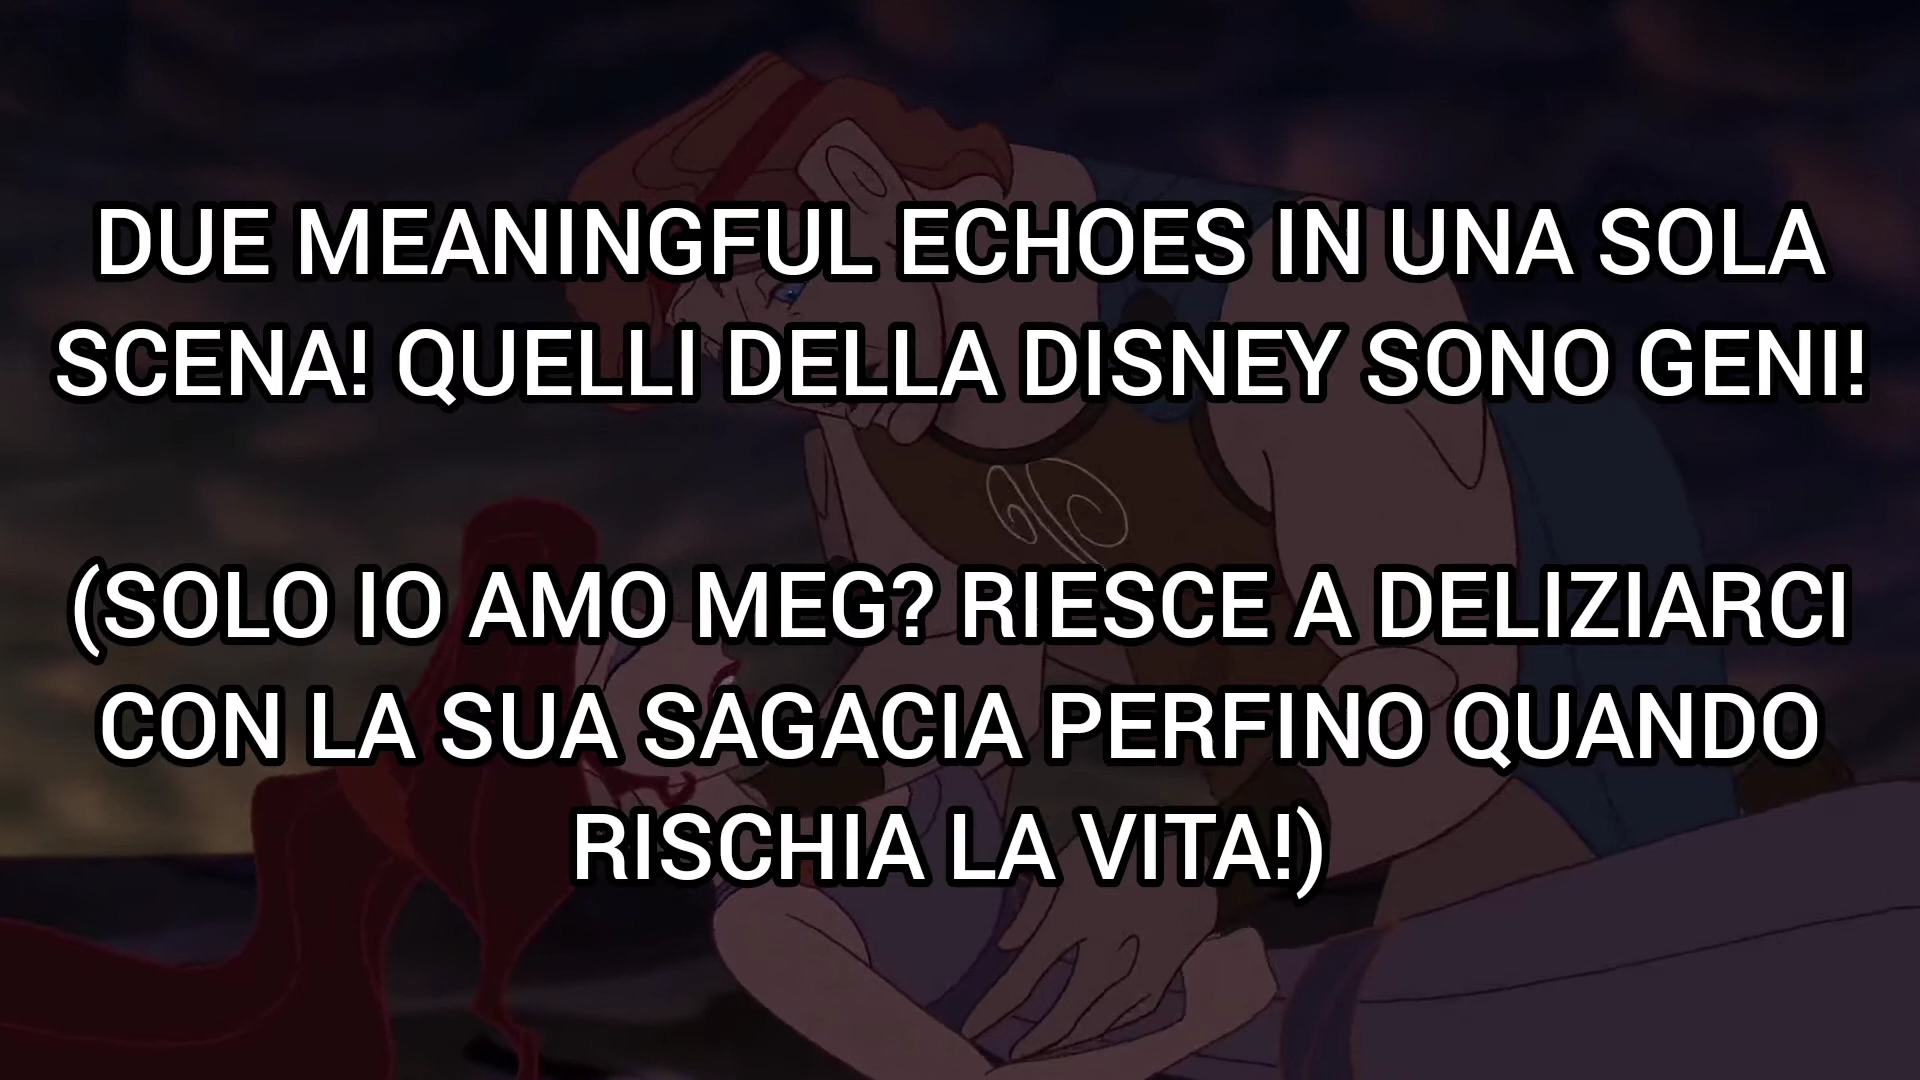 DUE MEANINGFUL ECHOES IN UNA SOLA
SCENA! QUELLI DELLA DISNEY SONO GENI!
(SOLO IO AMO MEG? RIESCE A DELIZIARCI
CON LA SUA SAGACIA PERFINO QUANDO
RISCHIA LA VITA!)